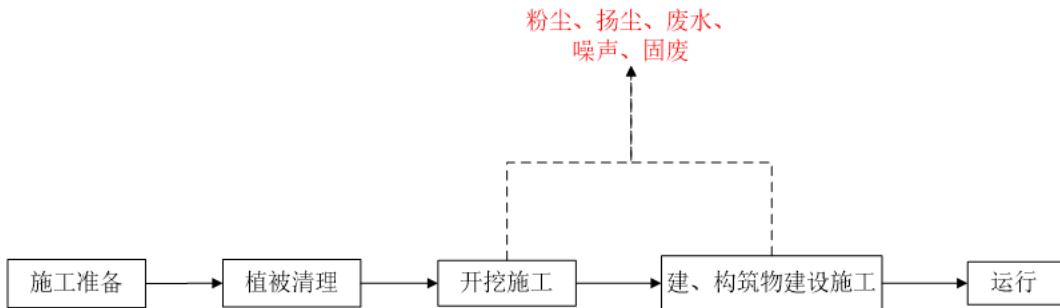 粉尘、扬尘、废水、
噪声、固废
施工准备
植被清理
开挖施工
建、构筑物建设施工
运行